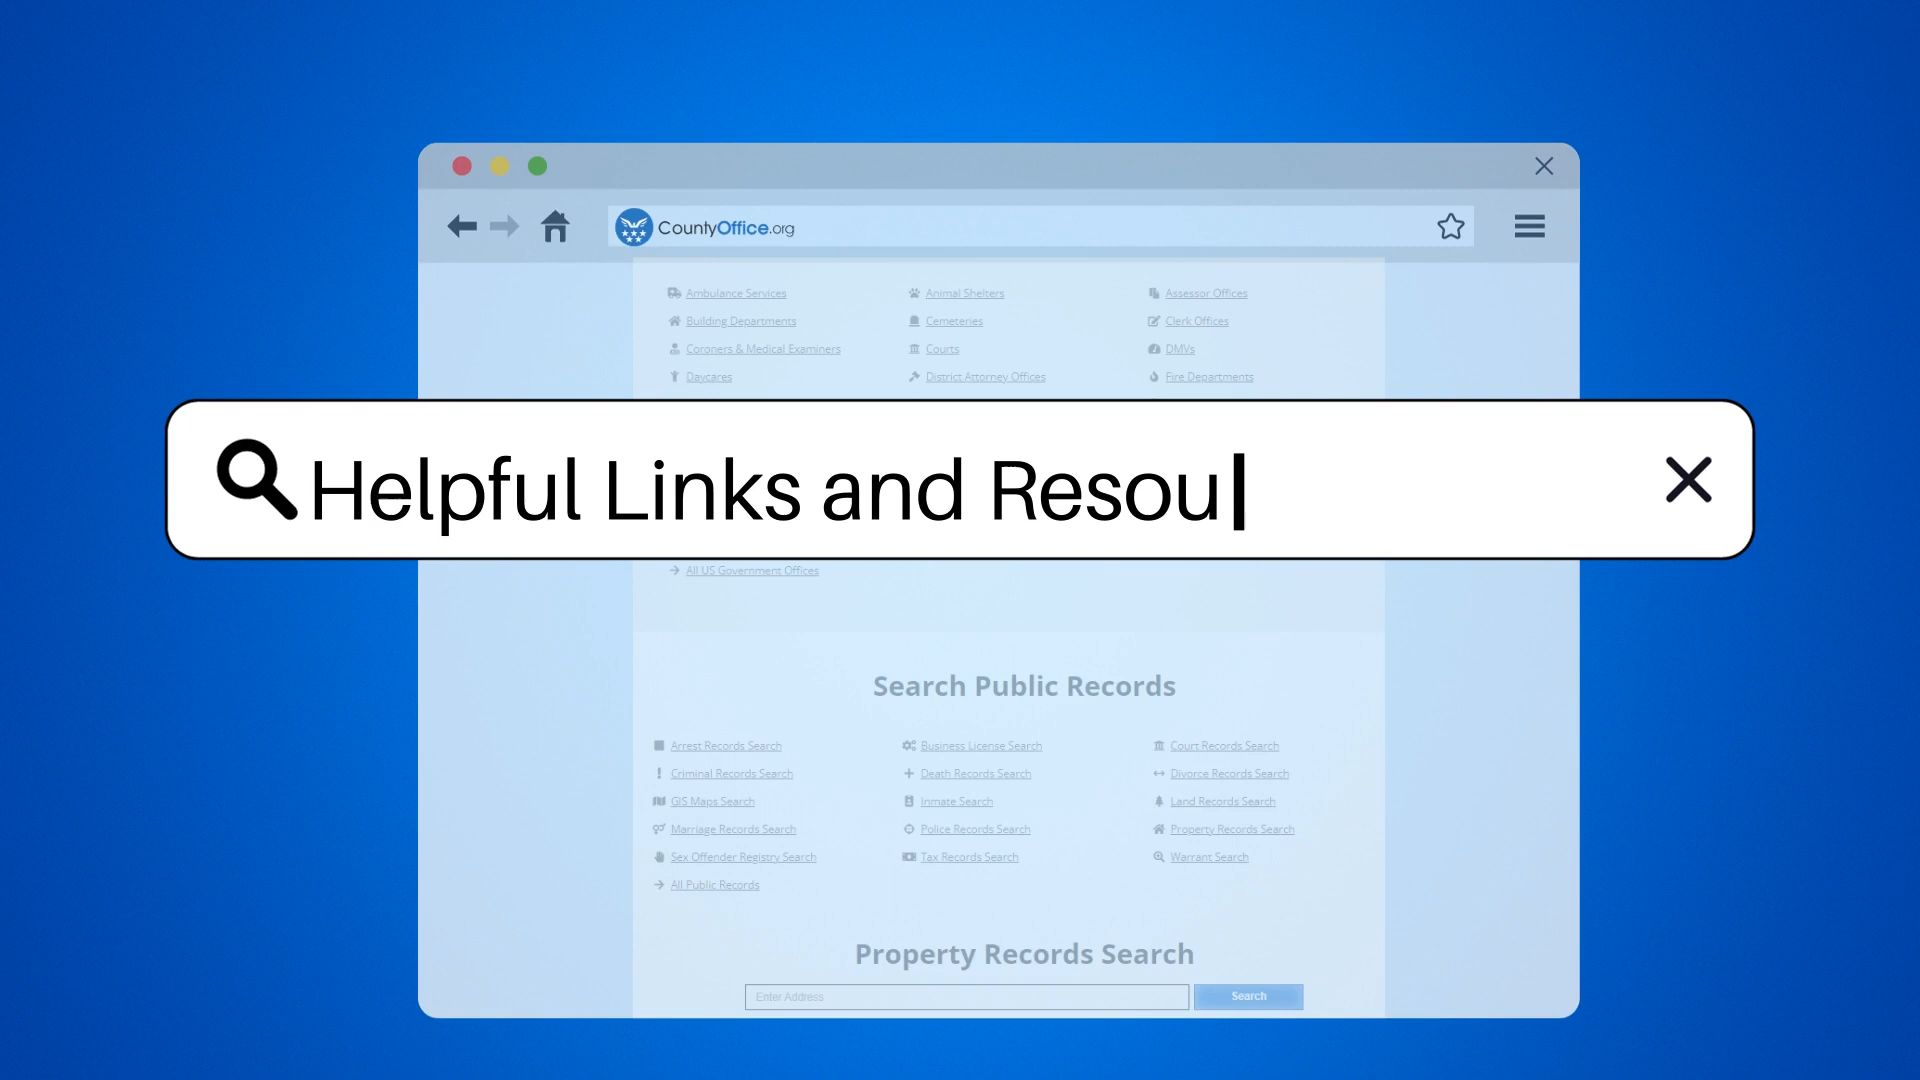 CountyOffice.org
Ambulance Services Animal Shelters Assessor Offices
Building Departments Cemeteries Clerk Offices
Coroners & Medical Examiners Courts DMVs
Daycares District Attorney Offices Fire Departments
Helpful Links and Resou
All US Government Offices
Search Public Records
Arrest Records Search Business License Search Court Records Search
Criminal Records Search Death Records Search Divorce Records Search
GIS Maps Search Inmate Search Land Records Search
Marriage Records Search Police Records Search Property Records Search
Sex Offender Registry Search Tax Records Search Warrant Search
All Public Records
Property Records Search
Enter Address Search